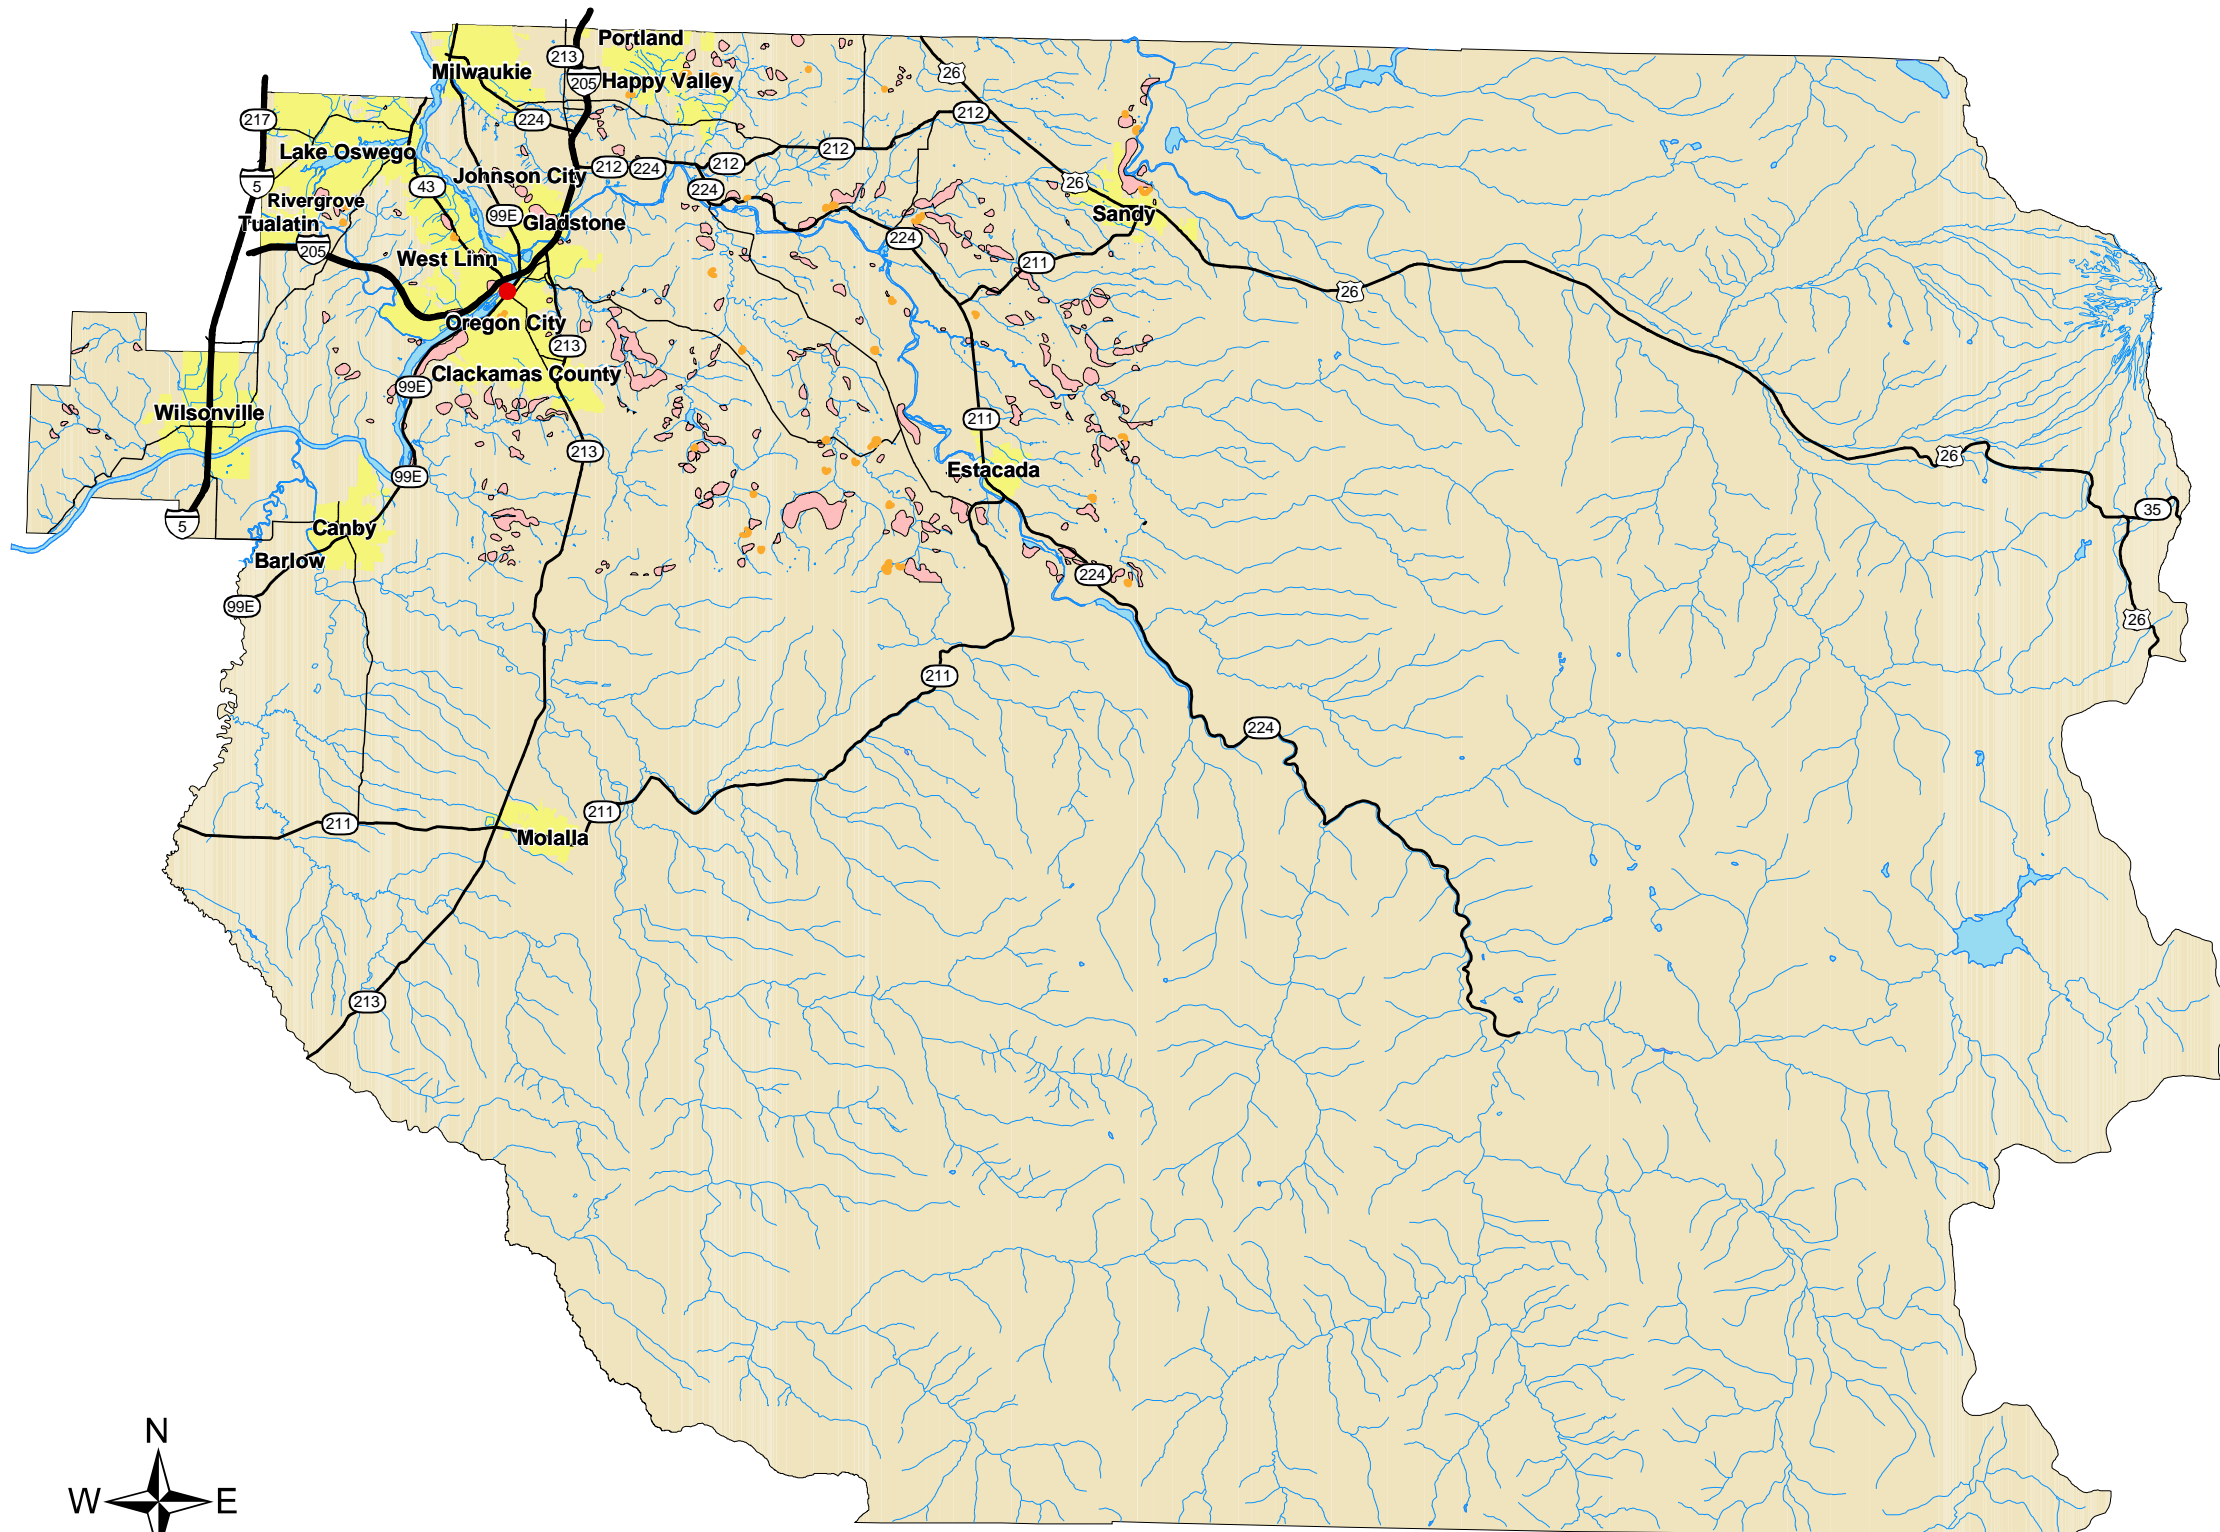 Portland
213
Milwaukie
26
205
Happy Valley
217
224
212
Lake Oswego
212
212
224
212
Johnson City
5
43
224
26
Rivergrove
99E
Sandy
Tualatin
Gladstone
224
205
West Linn
211
26
Oregon City
213
Clackamas County
99E
Wilsonville
211
213
26
Estacada
99E
35
5
Canby
Barlow
224
99E
26
211
224
211
211
Molalla
213
N
W
E